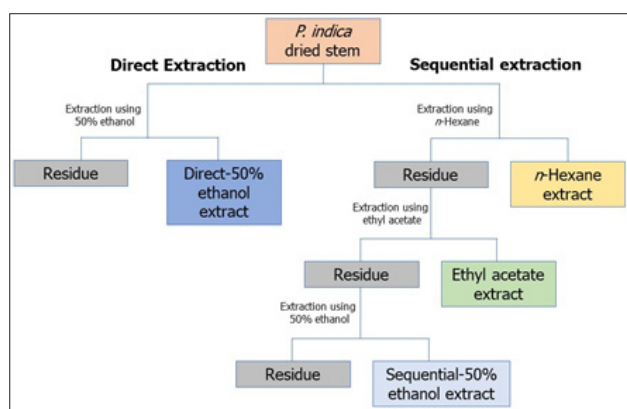 P. indica
dried stem
Direct Extraction
Sequential extraction
Extraction using
50% ethanol
Extraction using
n-Hexane
Residue
Direct-50%
ethanol
extract
Residue
n-Hexane
extract
Extraction using
ethyl acetate
Residue
Ethyl acetate
extract
Extraction using
50% ethanol
Residue
Sequential-50%
ethanol extract